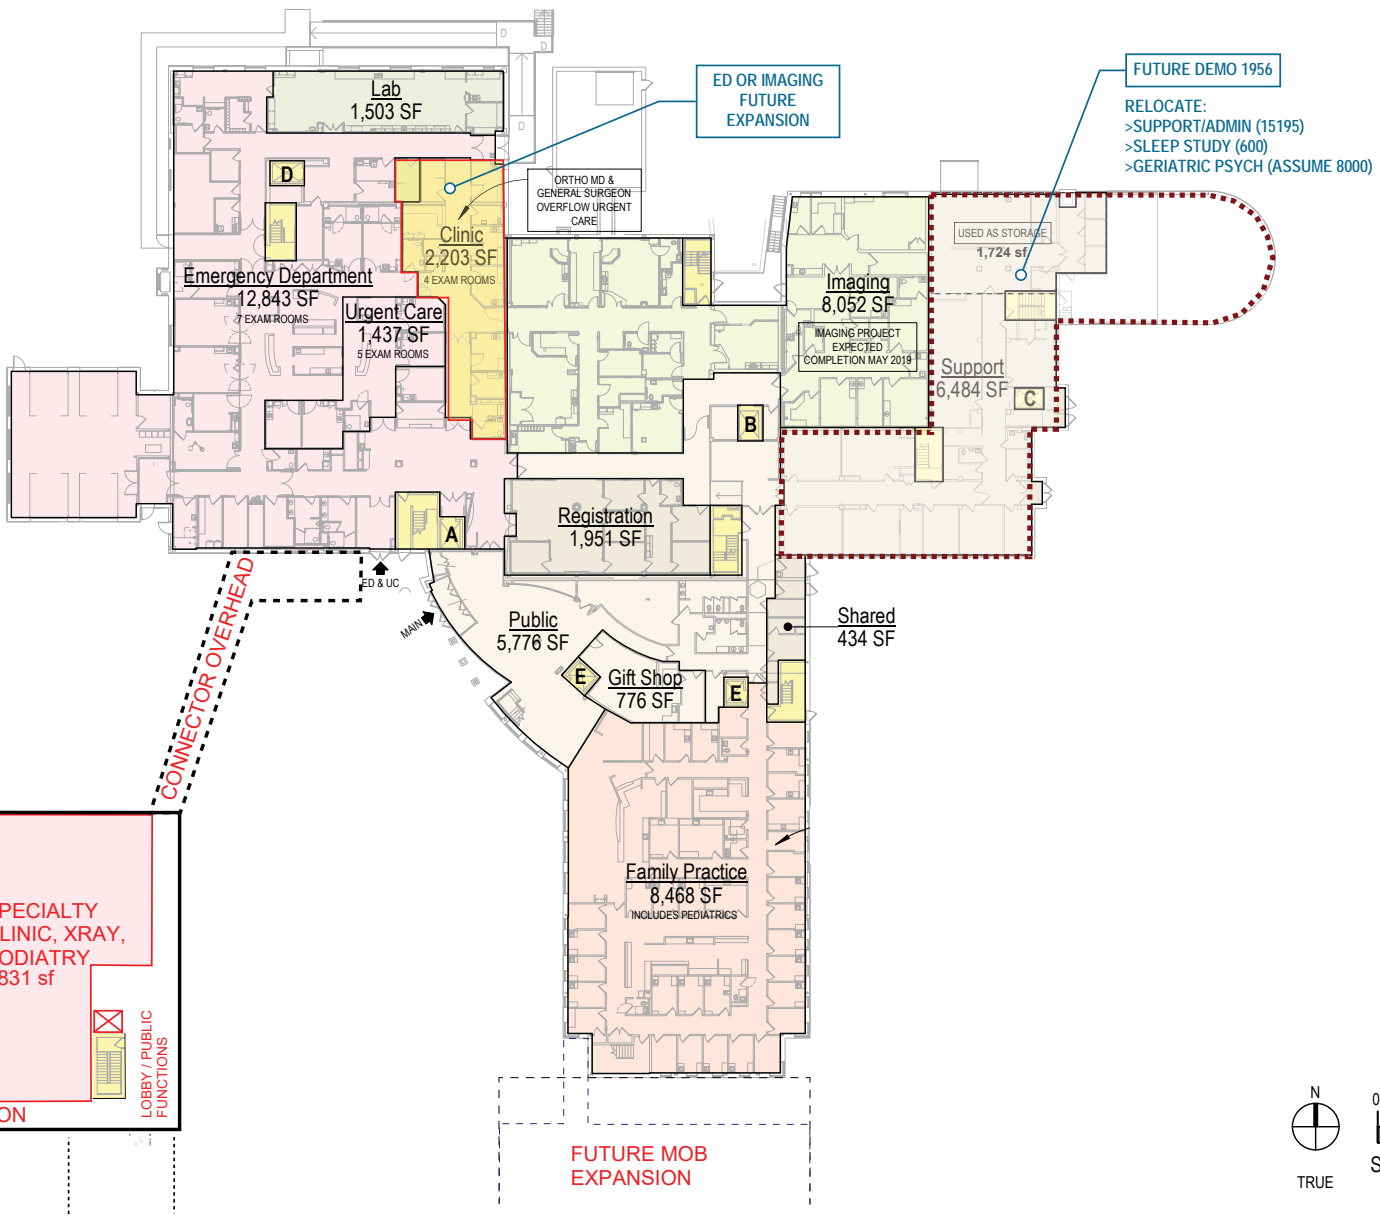 D
D
D
Lab
1,503 SF
ED OR IMAGING
FUTURE
EXPANSION
FUTURE DEMO 1956
RELOCATE:
>SUPPORT/ADMIN (15195)
>SLEEP STUDY (600)
>GERIATRIC PSYCH (ASSUME 8000)
D
ORTHO MD &
GENERAL SURGEON
OVERFLOW URGENT
CARE
Clinic
2,203 SF
4 EXAM ROOMS
USED AS STORAGE
1,724 sf
Emergency Department
12,843 SF
7 EXAM ROOMS
Urgent Care
1,437 SF
5 EXAM ROOMS
Imaging
8,052 SF
IMAGING PROJECT
EXPECTED
COMPLETION MAY 2019
Support
6,484 SF
C
B
Registration
1,951 SF
A
ED & UC
MAIN
CONNECTOR OVERHEAD
Public
5,776 SF
Shared
434 SF
E
Gift Shop
776 SF
E
Family Practice
8,468 SF
INCLUDES PEDIATRICS
PECIALTY
LINIC, XRAY,
ODIATRY
831 sf
LOBBY / PUBLIC
FUNCTIONS
ON
FUTURE MOB
EXPANSION
N
0
S
TRUE